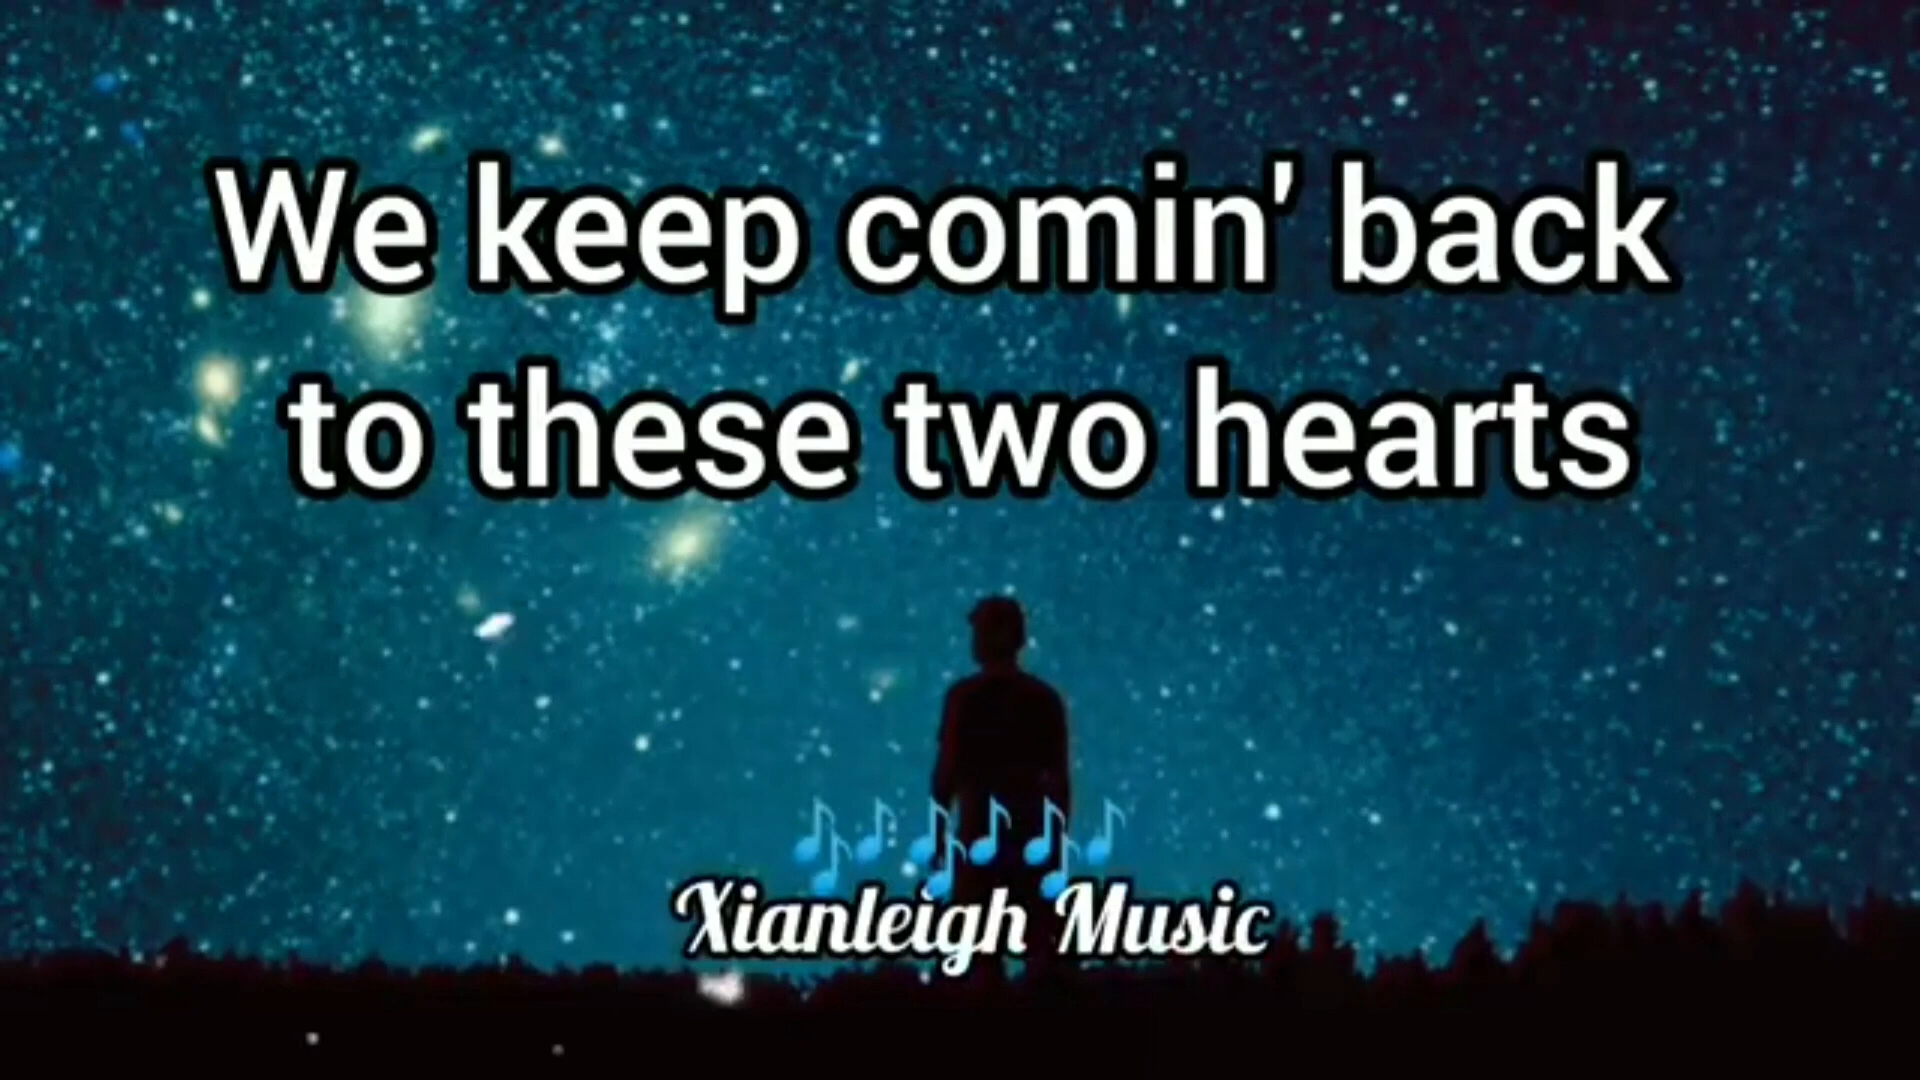 We keep comin' back
to these two hearts
🎶🎶🎶
Xianleigh Music